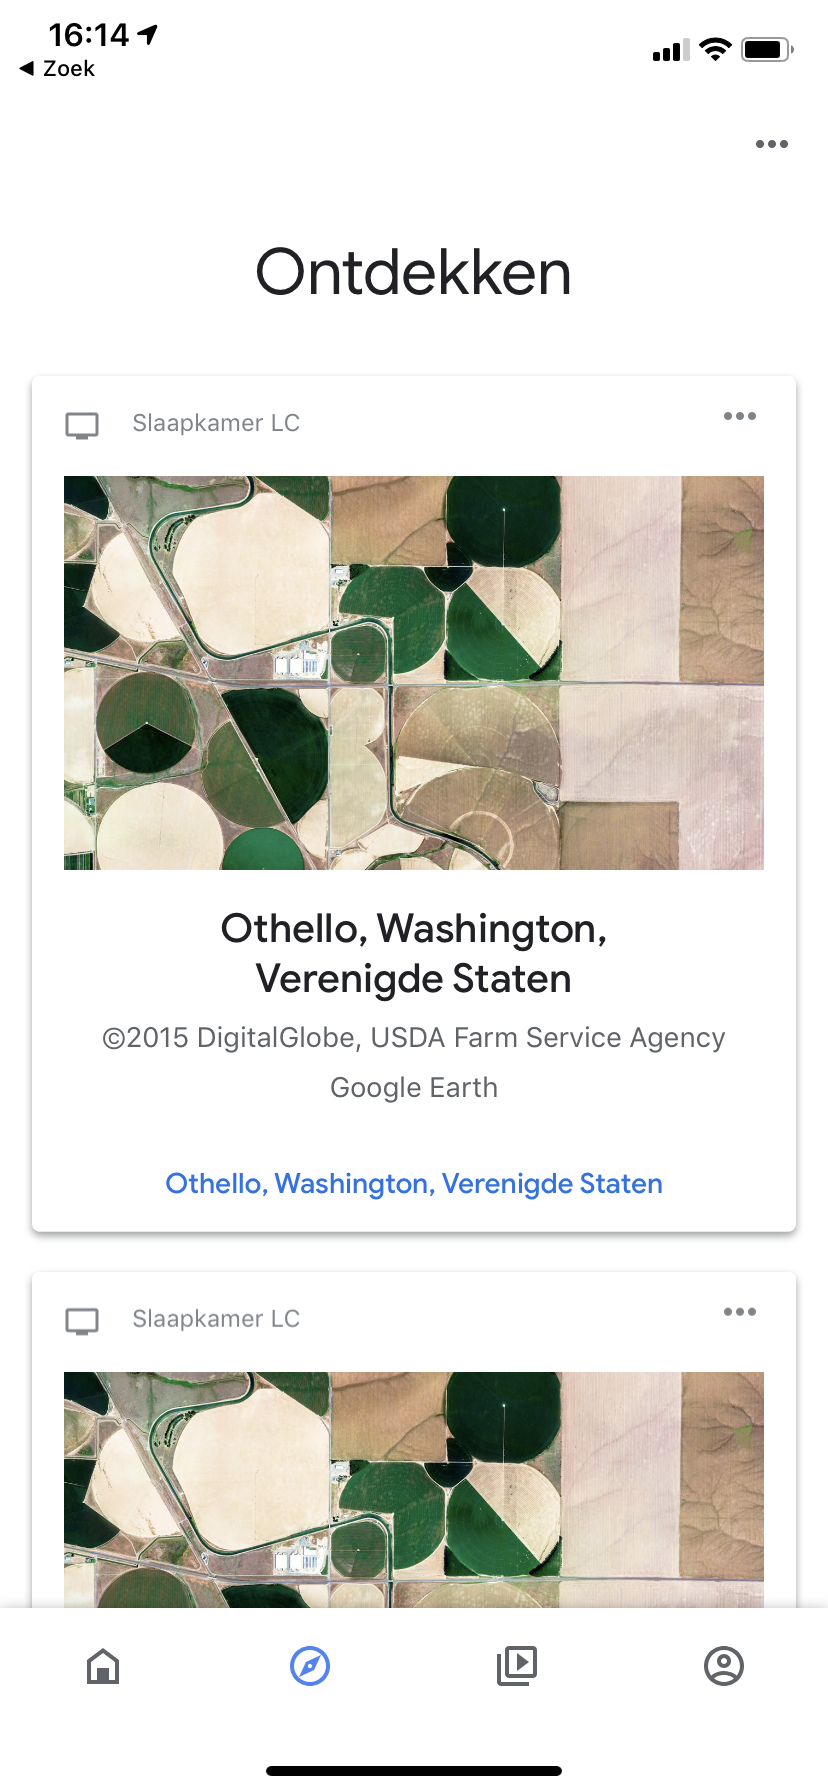 16:14
Zoek
Ontdekken
Slaapkamer LC
Othello, Washington,
Verenigde Staten
©2015 DigitalGlobe, USDA Farm Service Agency
Google Earth
Othello, Washington, Verenigde Staten
Slaapkamer LC